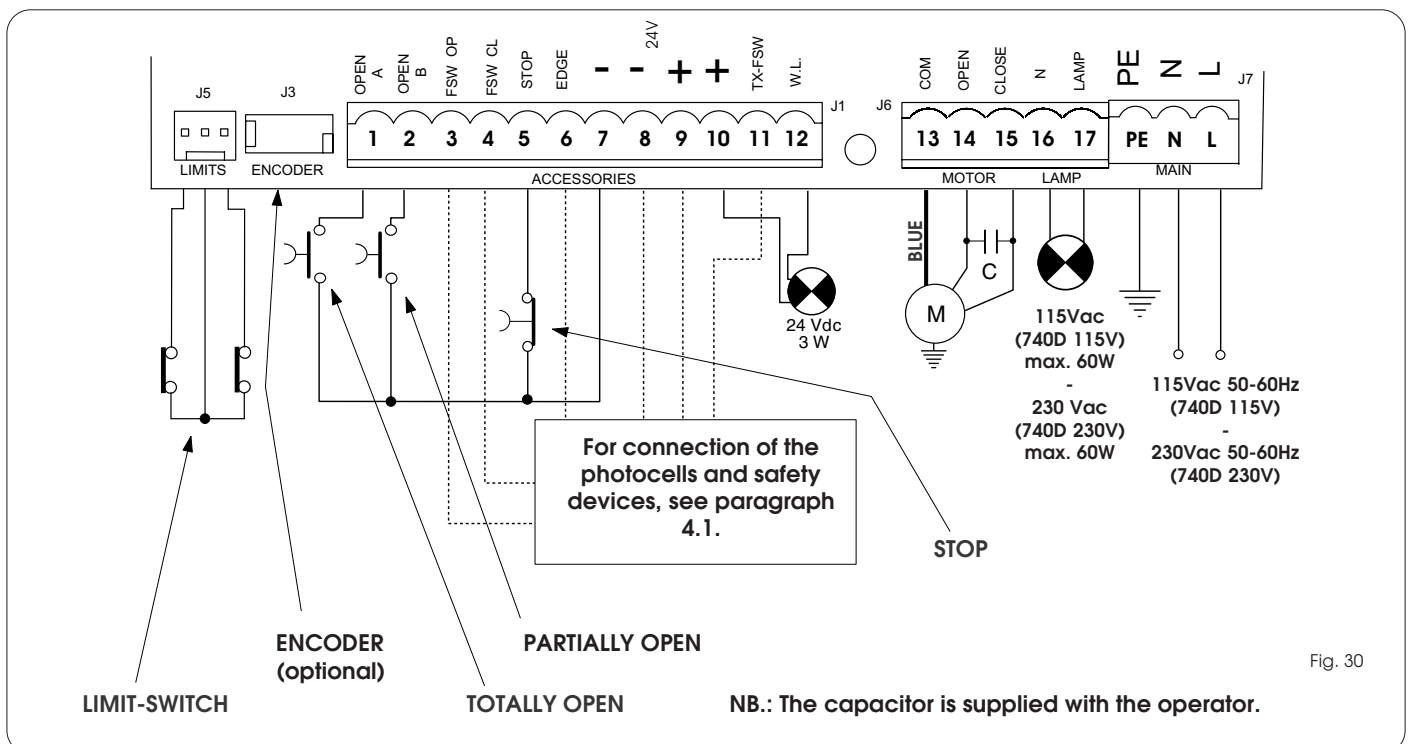 J5
J3
OPEN A
OPEN B
FSW OP
FSW CL
STOP
EDGE
-
-
24V
+
+
TX-FSW
W.L.
J1
J6
COM
OPEN
CLOSE
N
LAMP
PE
N
L
J7
1 2 3 4 5 6 7 8 9 10 11 12
13 14 15 16 17
PE N L
LIMITS
ENCODER
ACCESSORIES
MOTOR
LAMP
MAIN
BLUE
C
M
24 Vdc
3 W
115Vac
(740D 115V)
max. 60W
-
230 Vac
(740D 230V)
max. 60W
115Vac 50-60Hz
(740D 115V)
-
230Vac 50-60Hz
(740D 230V)
For connection of the
photocells and safety
devices, see paragraph
4.1.
STOP
ENCODER
(optional)
PARTIALLY OPEN
Fig. 30
LIMIT-SWITCH
TOTALLY OPEN
NB.: The capacitor is supplied with the operator.